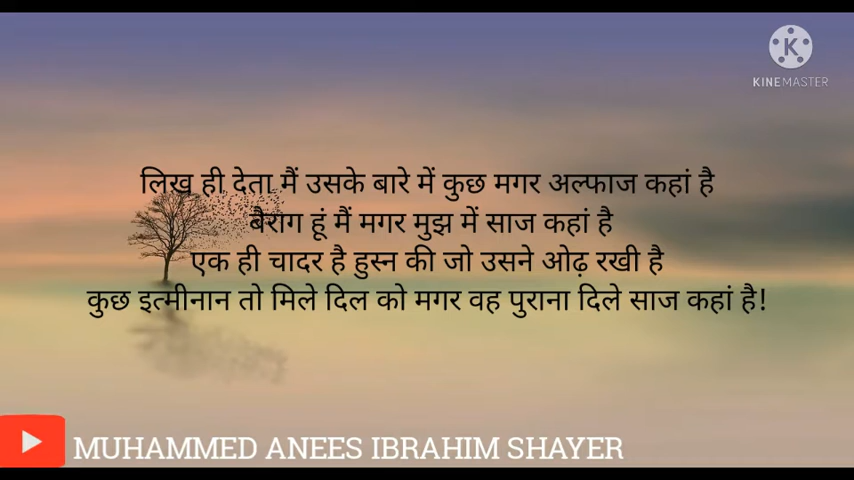 KINEMASTER
लिख ही देता मैं उसके बारे में कुछ मगर अल्फाज कहां है
बैराग हूं मैं मगर मुझ में साज कहां है
एक ही चादर है हुस्न की जो उसने ओढ़ रखी है
कुछ इत्मीनान तो मिले दिल को मगर वह पुराना दिले साज कहां है!
MUHAMMED ANEES IBRAHIM SHAYER